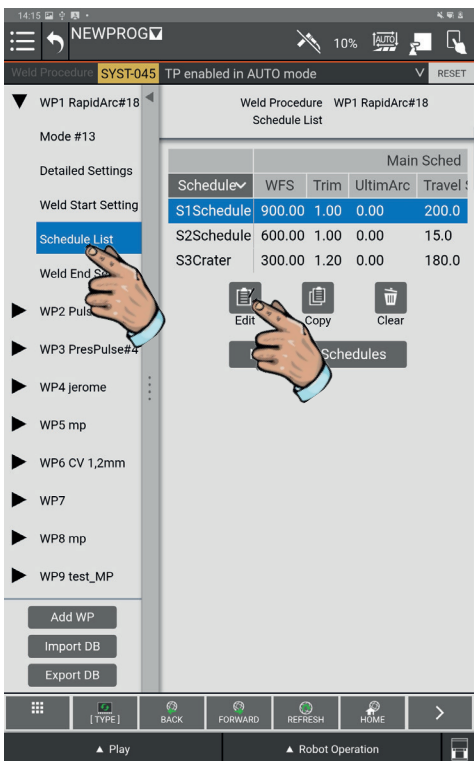 14:15
NEWPROG
10%
AUTO
Weld Procedure SYST-045 TP enabled in AUTO mode
RESET
WP1 RapidArc#18
Mode #13
Detailed Settings
Weld Start Setting
Schedule List
Weld End
WP2
WP3 PresPulse#4
WP4 jerome
WP5 mp
WP6 CV 1,2mm
WP7
WP8 mp
WP9 test_MP
Add WP
Import DB
Export DB
Weld Procedure WP1 RapidArc#18
Schedule List
Main Sched
Schedule WFS Trim UltimArc Travel
S1Schedule 900.00 1.00 0.00 200.0
S2Schedule 600.00 1.00 0.00 15.0
S3Crater 300.00 1.20 0.00 180.0
Edit Copy Clear
Schedules
[TYPE] BACK FORWARD REFRESH HOME
Play Robot Operation